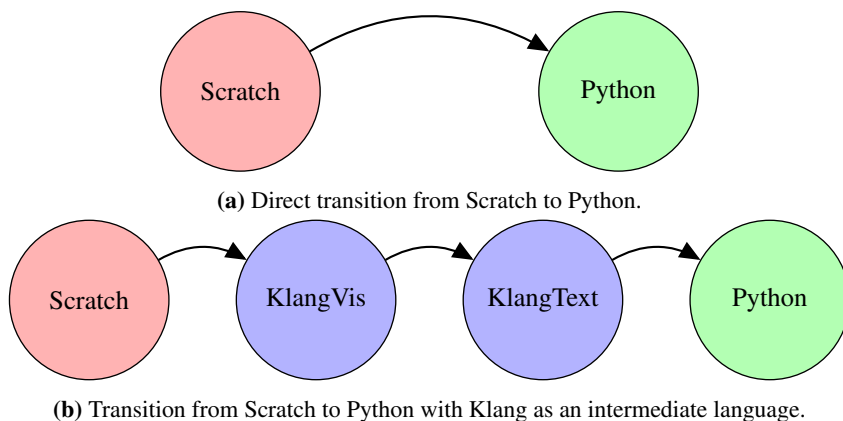 Scratch Python
(a) Direct transition from Scratch to Python.
Scratch KlangVis KlangText Python
(b) Transition from Scratch to Python with Klang as an intermediate language.